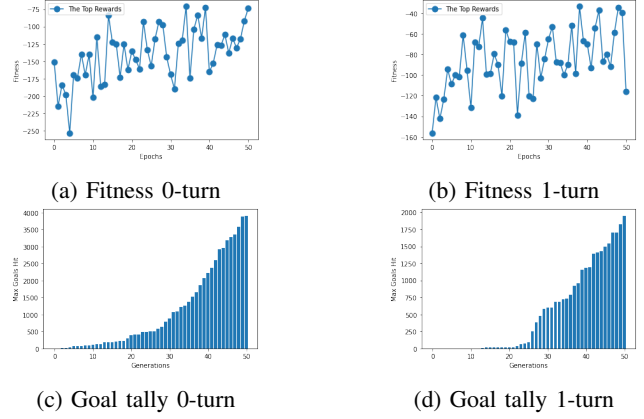 The Top Rewards
-75
-100
-125
-150
-175
-200
-225
-250
Fitness
0 10 20 30 40 50
Epochs
(a) Fitness 0-turn
The Top Rewards
-40
-60
-80
-100
-120
-140
-160
Fitness
0 10 20 30 40 50
Epochs
(b) Fitness 1-turn
4000
3500
3000
2500
2000
1500
1000
500
0
Max Goals Hit
0 10 20 30 40 50
Generations
(c) Goal tally 0-turn
2000
1750
1500
1250
1000
750
500
250
0
Max Goals Hit
0 10 20 30 40 50
Generations
(d) Goal tally 1-turn